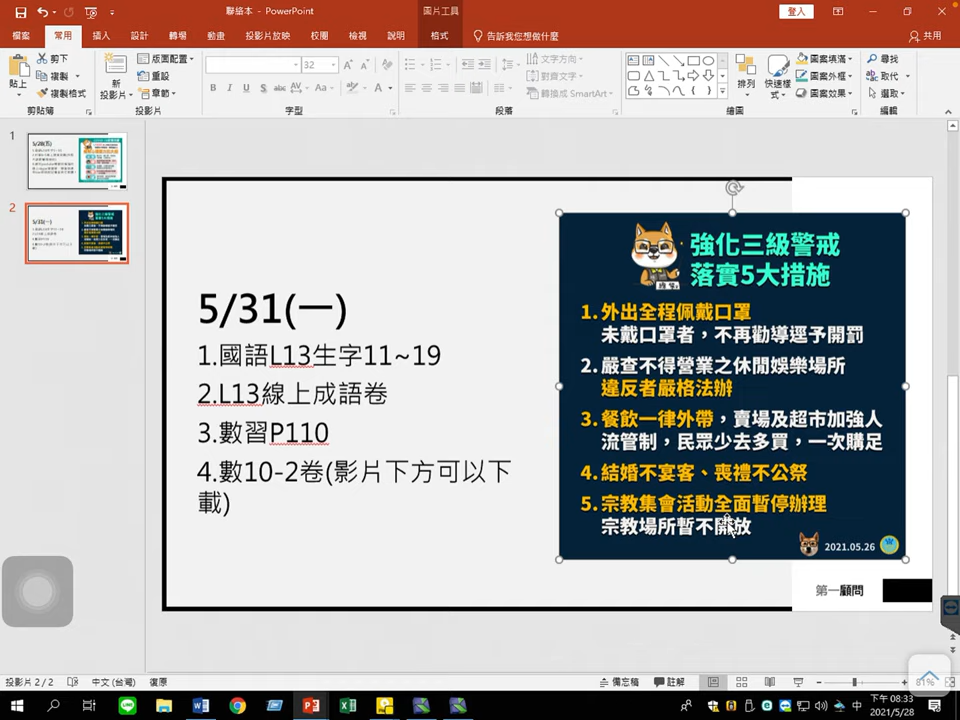 聯絡本 - PowerPoint
圖片工具
登入
檔案
常用
插入
設計
轉場
動畫
投影片放映
校閱
檢視
說明
格式
告訴我您想做什麼
共用
貼上
剪下
複製
複製格式
剪貼簿
新投影片
版面配置
重設
章節
投影片
32
字型
文字方向
對齊文字
轉換成 SmartArt
段落
排列
快速樣式
圖案填滿
圖案外框
圖案效果
繪圖
尋找
取代
選取
編輯
1
5/28(五)
2
5/31(一)
5/31(一)
1.國語L13生字11~19
2.L13線上成語卷
3.數習P110
4.數10-2卷(影片下方可以下
載)
強化三級警戒
落實5大措施
1. 外出全程佩戴口罩
未戴口罩者，不再勸導逕予開罰
2. 嚴查不得營業之休閒娛樂場所
違反者嚴格法辦
3. 餐飲一律外帶，賣場及超市加強人
流管制，民眾少去多買，一次購足
4. 結婚不宴客、喪禮不公祭
5. 宗教集會活動全面暫停辦理
宗教場所暫不開放
2021.05.26
第一顧問
投影片 2 / 2
中文 (台灣)
復原
備忘稿
註解
81%
下午 08:33
2021/5/28